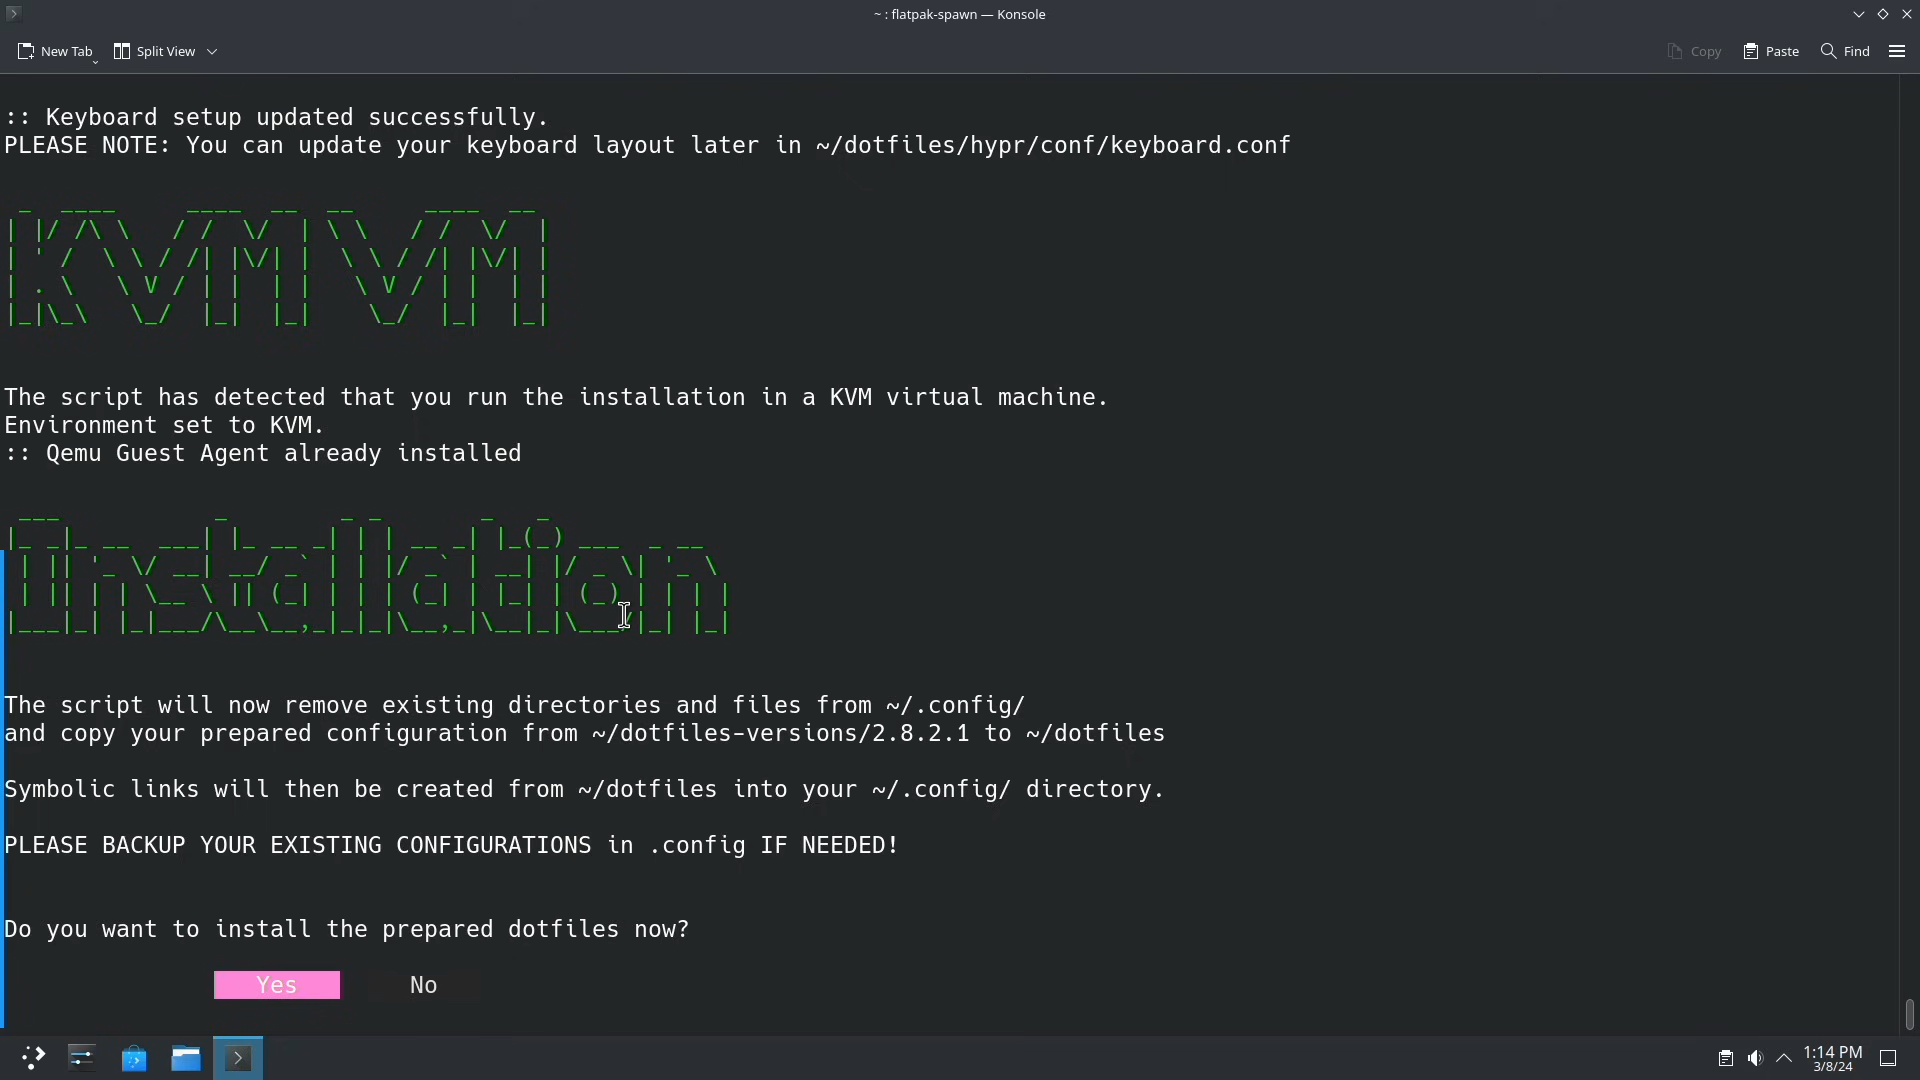 ~ : flatpak-spawn — Konsole
New Tab
Split View
Copy
Paste
Find
:: Keyboard setup updated successfully.
PLEASE NOTE: You can update your keyboard layout later in ~/dotfiles/hypr/conf/keyboard.conf
KVM VM
The script has detected that you run the installation in a KVM virtual machine.
Environment set to KVM.
:: Qemu Guest Agent already installed
Installation
The script will now remove existing directories and files from ~/.config/
and copy your prepared configuration from ~/dotfiles-versions/2.8.2.1 to ~/dotfiles
Symbolic links will then be created from ~/dotfiles into your ~/.config/ directory.
PLEASE BACKUP YOUR EXISTING CONFIGURATIONS in .config IF NEEDED!
Do you want to install the prepared dotfiles now?
Yes No
1:14 PM
3/8/24